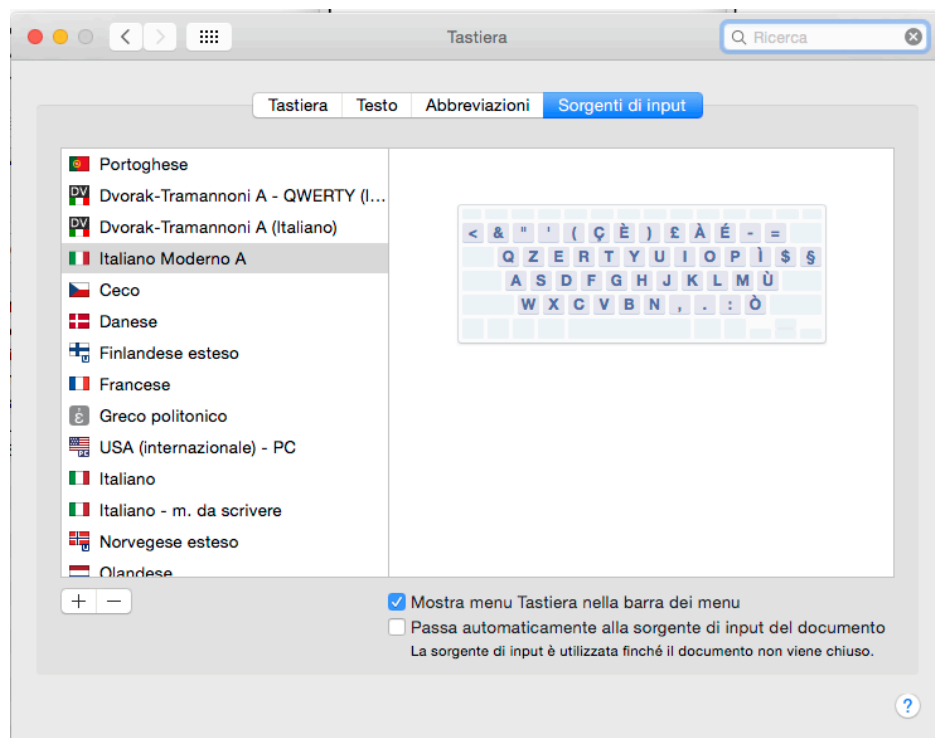 Tastiera
Ricerca
Tastiera Testo Abbreviazioni Sorgenti di input
Portoghese
DV Dvorak-Tramannoni A - QWERTY (I...
DV Dvorak-Tramannoni A (Italiano)
Italiano Moderno A
Ceco
Danese
U Finlandese esteso
Francese
έ Greco politonico
PC USA (internazionale) - PC
Italiano
Italiano - m. da scrivere
U Norvegese esteso
Olandese
< & " ' ( Ç È ) £ À É - =
Q Z E R T Y U I O P Ì $ §
A S D F G H J K L M Ù
W X C V B N , . : Ò
+ −
Mostra menu Tastiera nella barra dei menu
Passa automaticamente alla sorgente di input del documento
La sorgente di input è utilizzata finché il documento non viene chiuso.
?